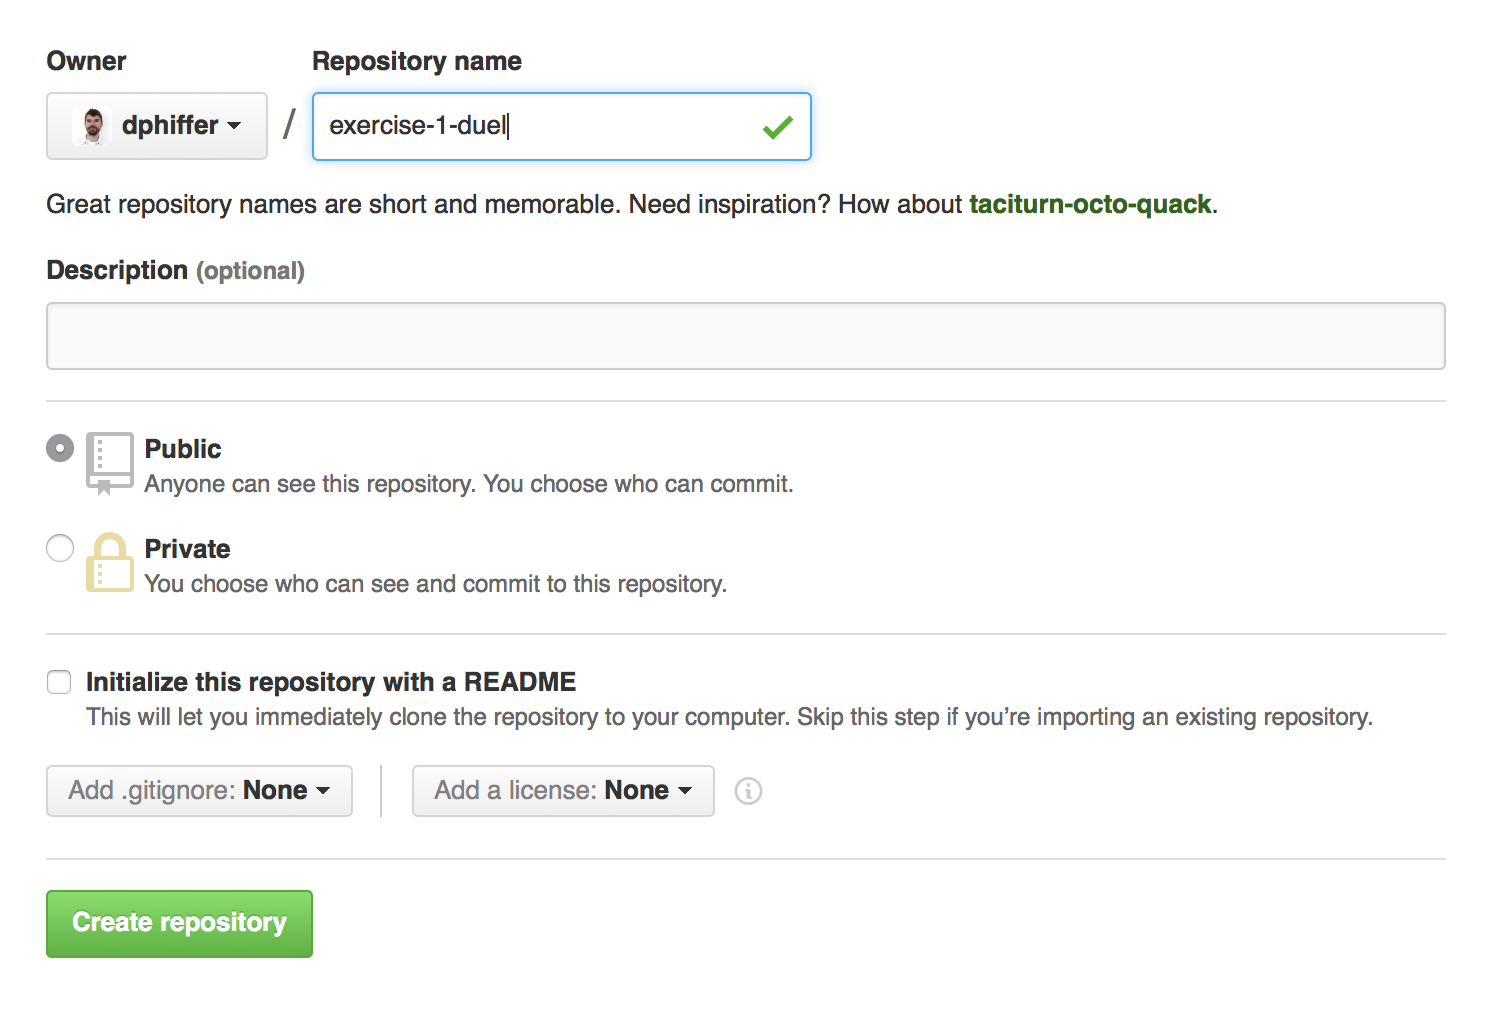 Owner
Repository name
dphiffer / exercise-1-duel
Great repository names are short and memorable. Need inspiration? How about taciturn-octo-quack.
Description (optional)
Public
Anyone can see this repository. You choose who can commit.
Private
You choose who can see and commit to this repository.
Initialize this repository with a README
This will let you immediately clone the repository to your computer. Skip this step if you’re importing an existing repository.
Add .gitignore: None
Add a license: None
Create repository